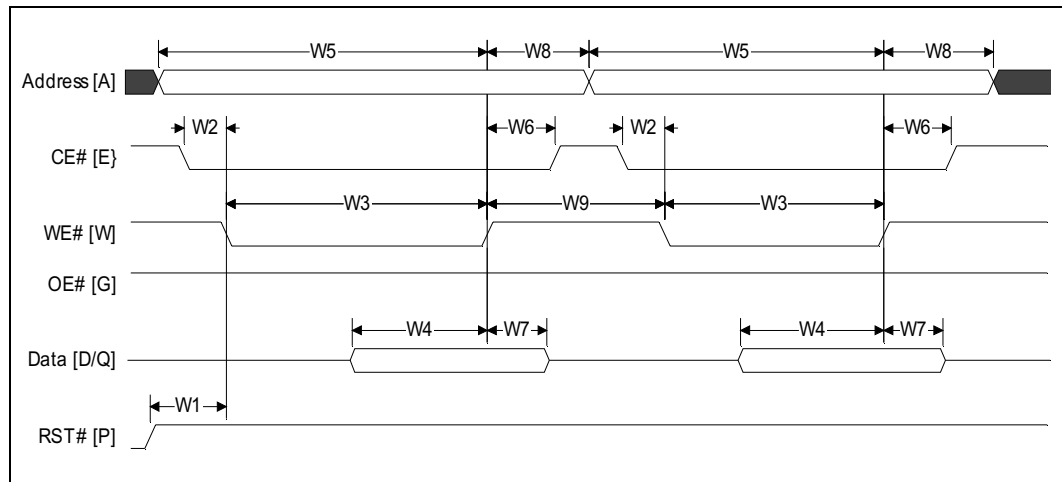 W5 W8 W5 W8
Address [A]
W2 W6 W2 W6
CE# [E}
W3 W9 W3
WE# [W]
OE# [G]
W4 W7 W4 W7
Data [D/Q]
W1
RST# [P]